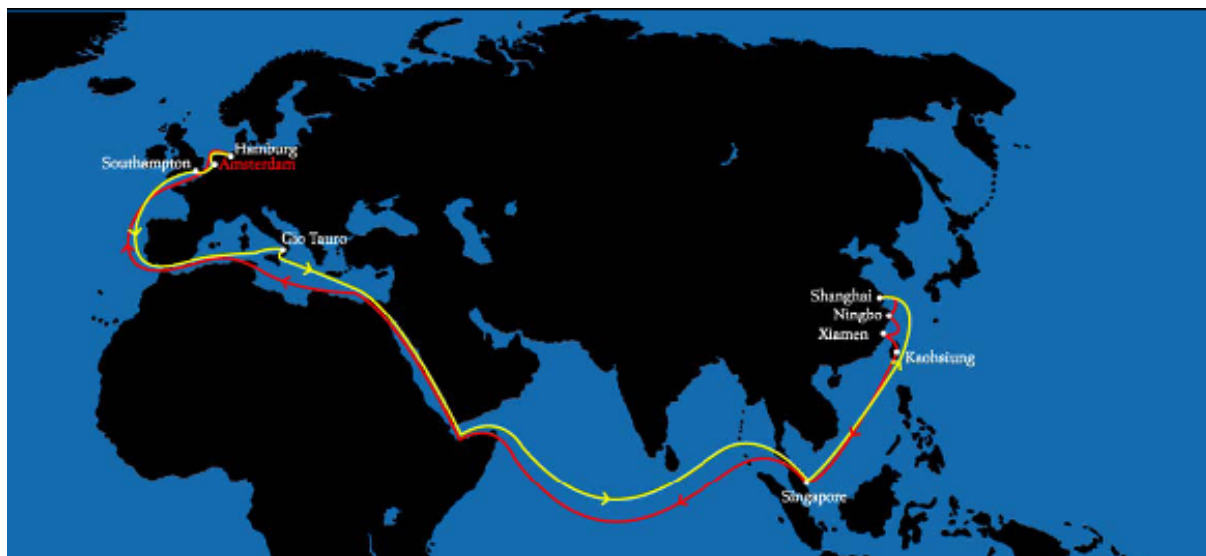 Hamburg
Southampton
Amsterdam
Gio Tauro
Shanghai
Ningbo
Xiamen
Kaohsiung
Singapore